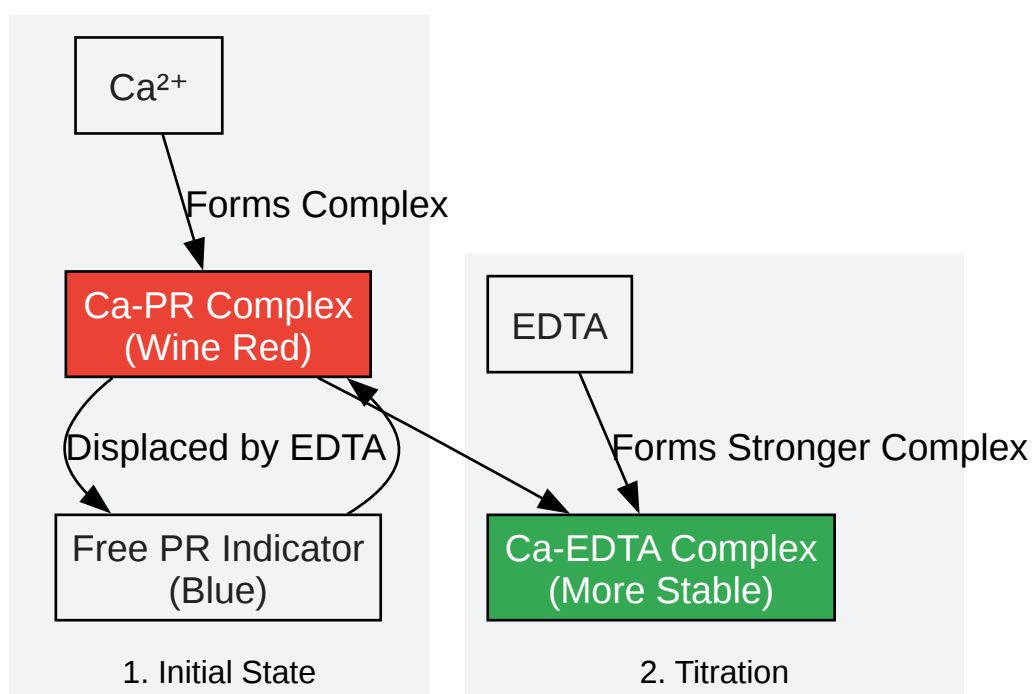 Ca²⁺
Forms Complex
Ca-PR Complex
(Wine Red)
EDTA
Displaced by EDTA
Forms Stronger Complex
Free PR Indicator
(Blue)
Ca-EDTA Complex
(More Stable)
1. Initial State
2. Titration